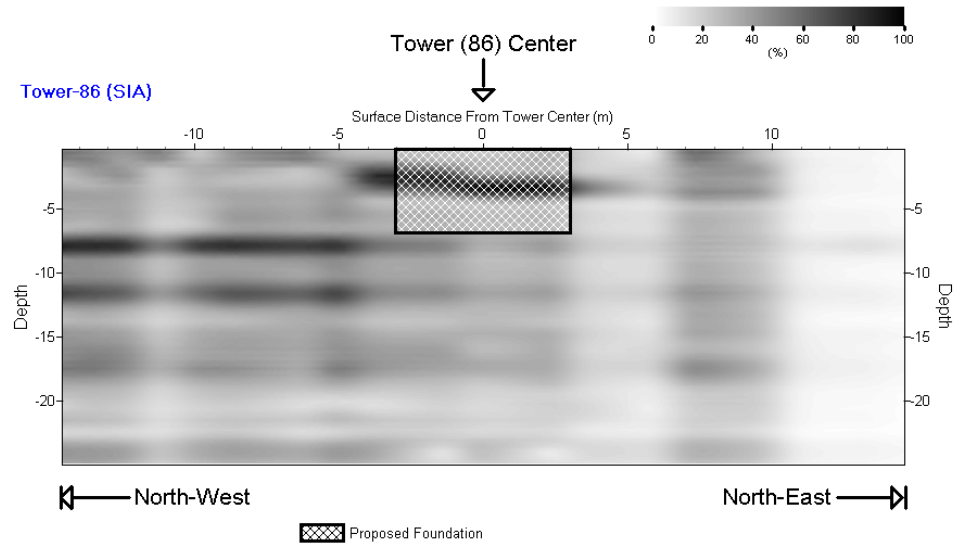 0 20 40 60 80 100
(%)
Tower (86) Center
Tower-86 (SIA)
Surface Distance From Tower Center (m)
-10 -5 0 5 10
-5 -5
-10 -10
Depth Depth
-15 -15
-20 -20
North-West North-East
Proposed Foundation